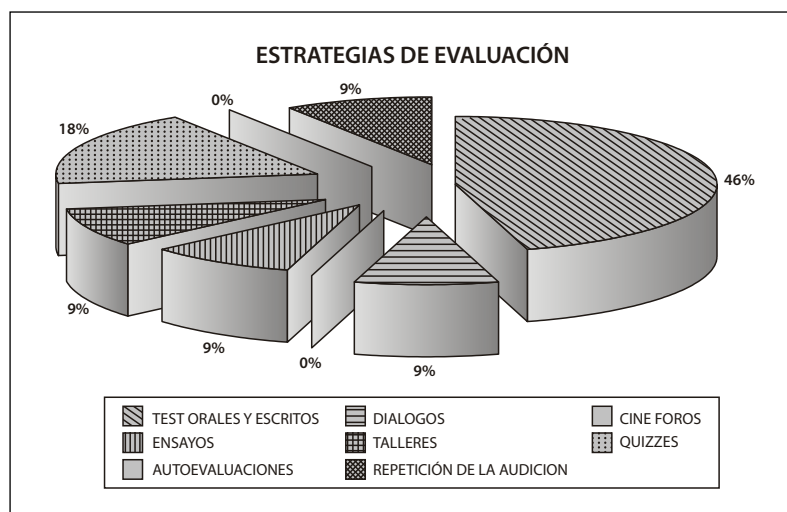 ESTRATEGIAS DE EVALUACIÓN
9%
0%
18%
46%
9%
9%
0%
9%
TEST ORALES Y ESCRITOS
DIALOGOS
CINE FOROS
ENSAYOS
TALLERES
QUIZZES
AUTOEVALUACIONES
REPETICIÓN DE LA AUDICION